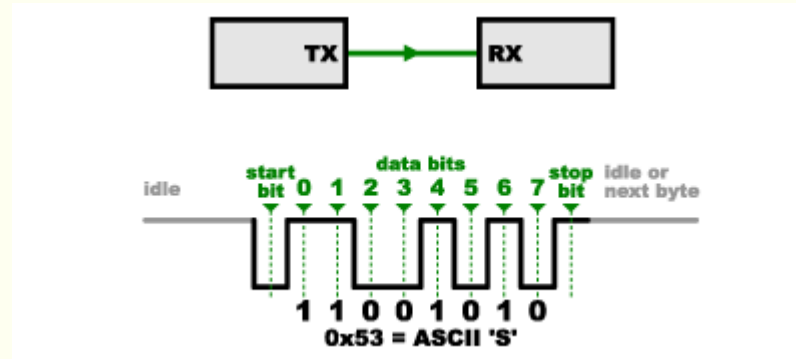 TX RX
data bits
idle start bit 0 1 2 3 4 5 6 7 stop bit idle or next byte
1 1 0 0 1 0 1 0
0x53 = ASCII 'S'